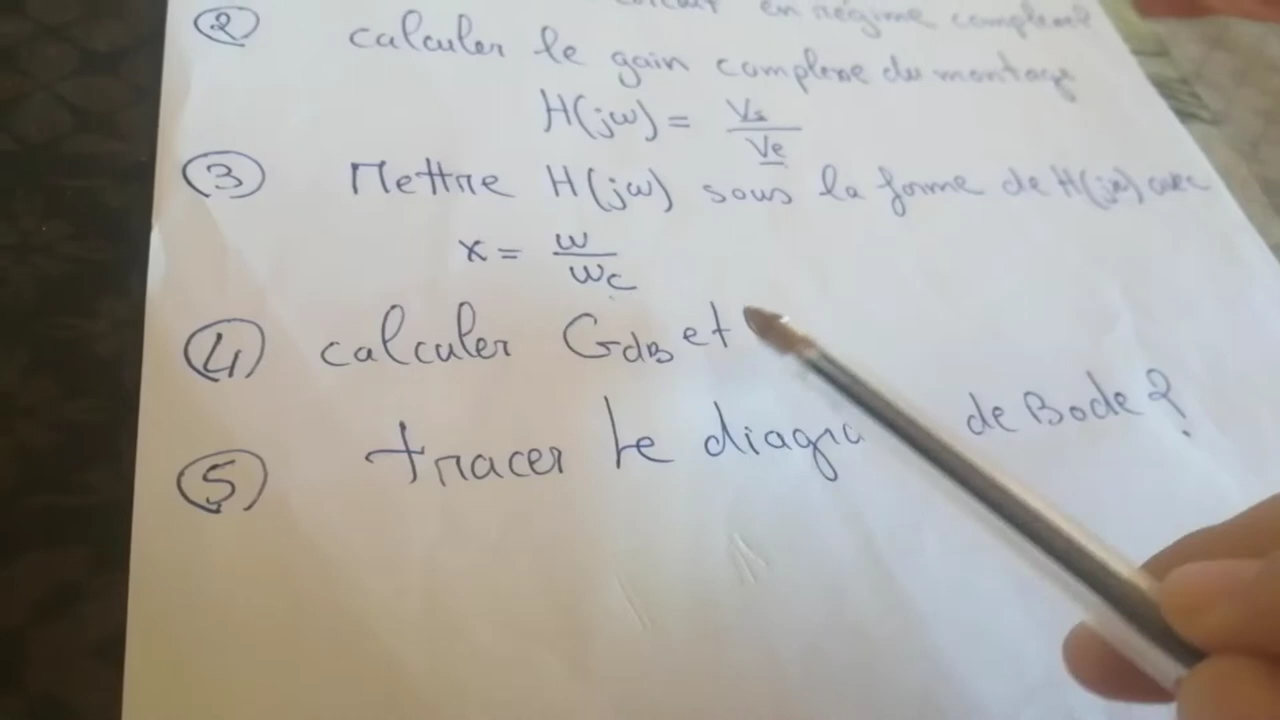 en régime complexe
② calculer le gain complexe du montage
H(jω) = Vs / Ve
③ Mettre H(jω) sous la forme de H(jx) avec
x = ω / ωc
④ calculer GdB et
⑤ tracer le diagra de Bode ?